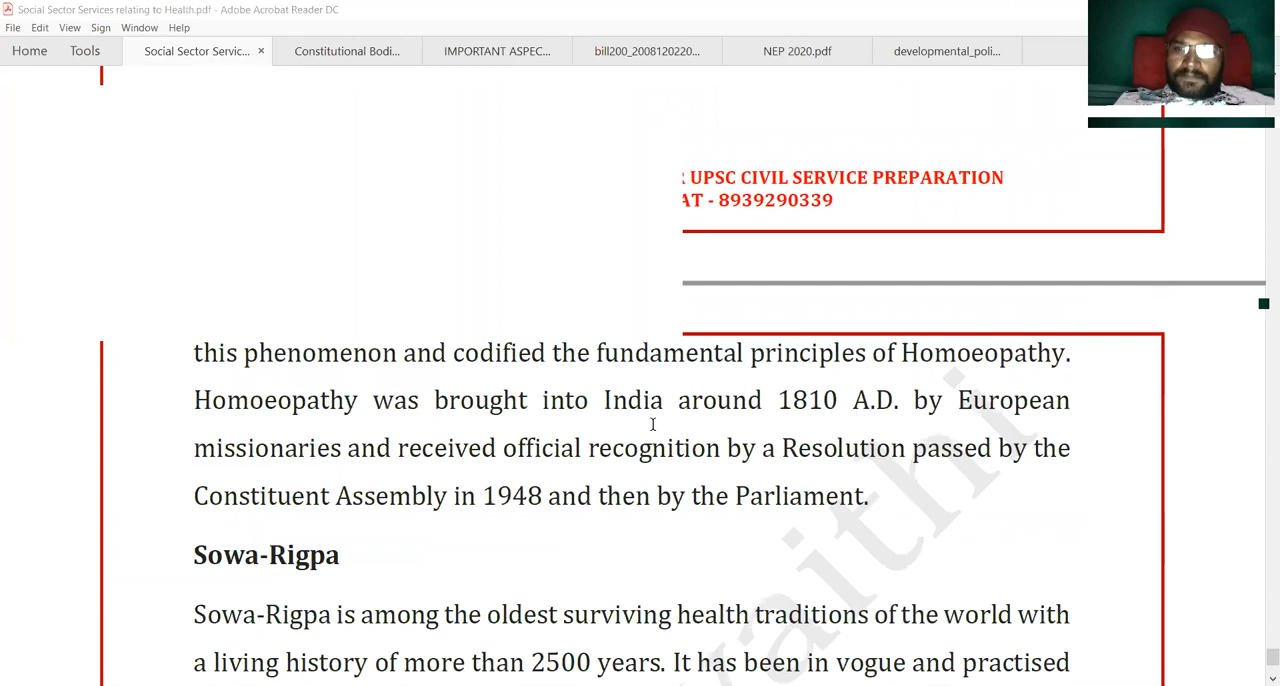 Social Sector Services relating to Health.pdf - Adobe Acrobat Reader DC
File Edit View Sign Window Help
Home Tools Social Sector Servic... × Constitutional Bodi... IMPORTANT ASPEC... bill200_2008120220... NEP 2020.pdf developmental_poli...
UPSC CIVIL SERVICE PREPARATION
AT - 8939290339
this phenomenon and codified the fundamental principles of Homoeopathy.
Homoeopathy was brought into India around 1810 A.D. by European
missionaries and received official recognition by a Resolution passed by the
Constituent Assembly in 1948 and then by the Parliament.
Sowa-Rigpa
Sowa-Rigpa is among the oldest surviving health traditions of the world with
a living history of more than 2500 years. It has been in vogue and practised
vaithi